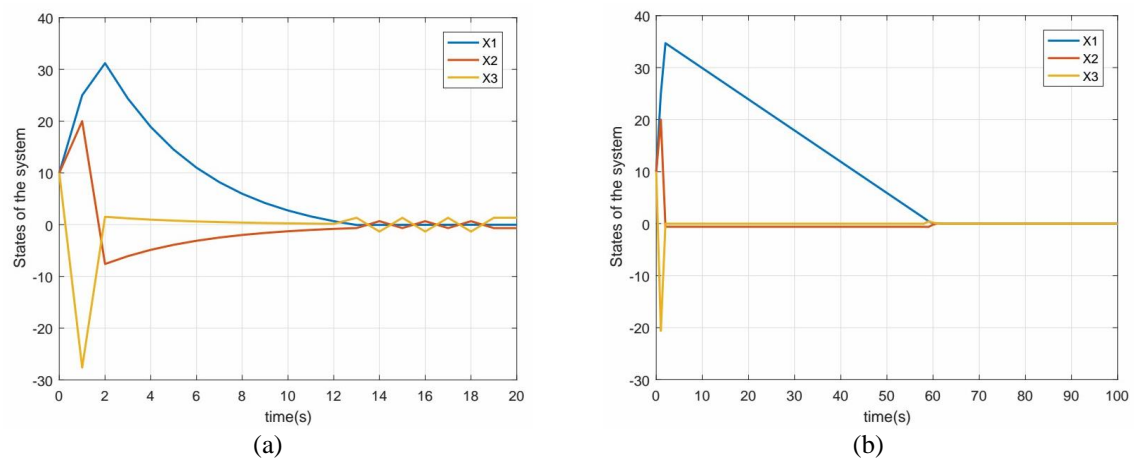 40
30
20
10
0
-10
-20
-30
States of the system
X1
X2
X3
0 2 4 6 8 10 12 14 16 18 20
time(s)
(a)
40
30
20
10
0
-10
-20
-30
States of the system
X1
X2
X3
0 10 20 30 40 50 60 70 80 90 100
time(s)
(b)